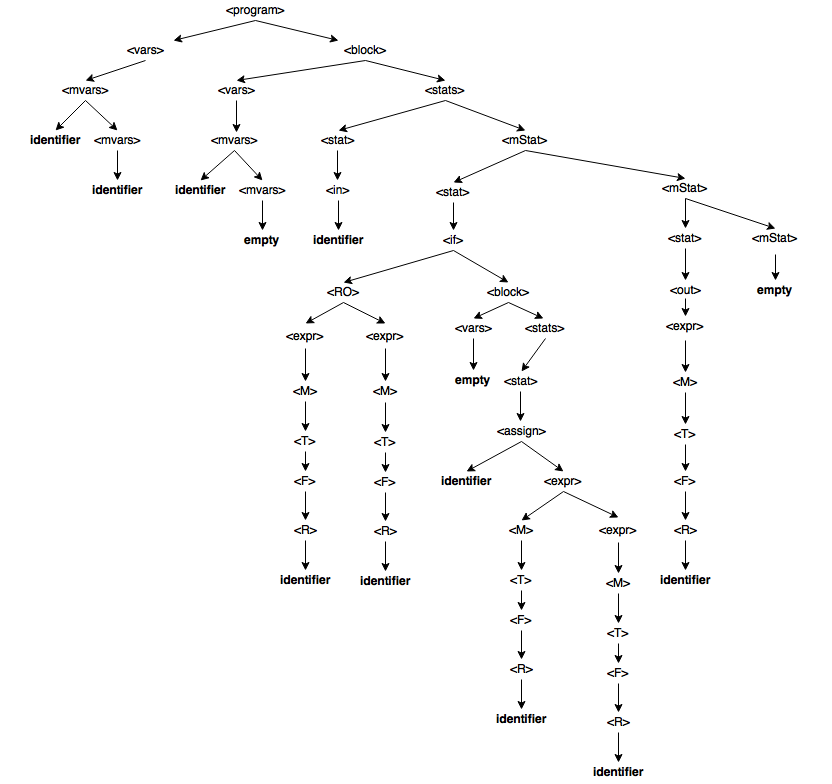 <program>
<vars> <block>
<mvars> <vars> <stats>
identifier <mvars> <mvars> <stat> <mStat>
identifier identifier <mvars> <in> <stat> <mStat>
empty identifier <if> <stat> <mStat>
<RO> <block> <out> empty
<expr> <expr> <vars> <stats> <expr>
<M> <M> empty <stat> <M>
<T> <T> <assign> <T>
<F> <F> identifier <expr> <F>
<R> <R> <M> <expr> <R>
identifier identifier <T> <M> identifier
<F> <T>
<R> <F>
identifier <R>
identifier